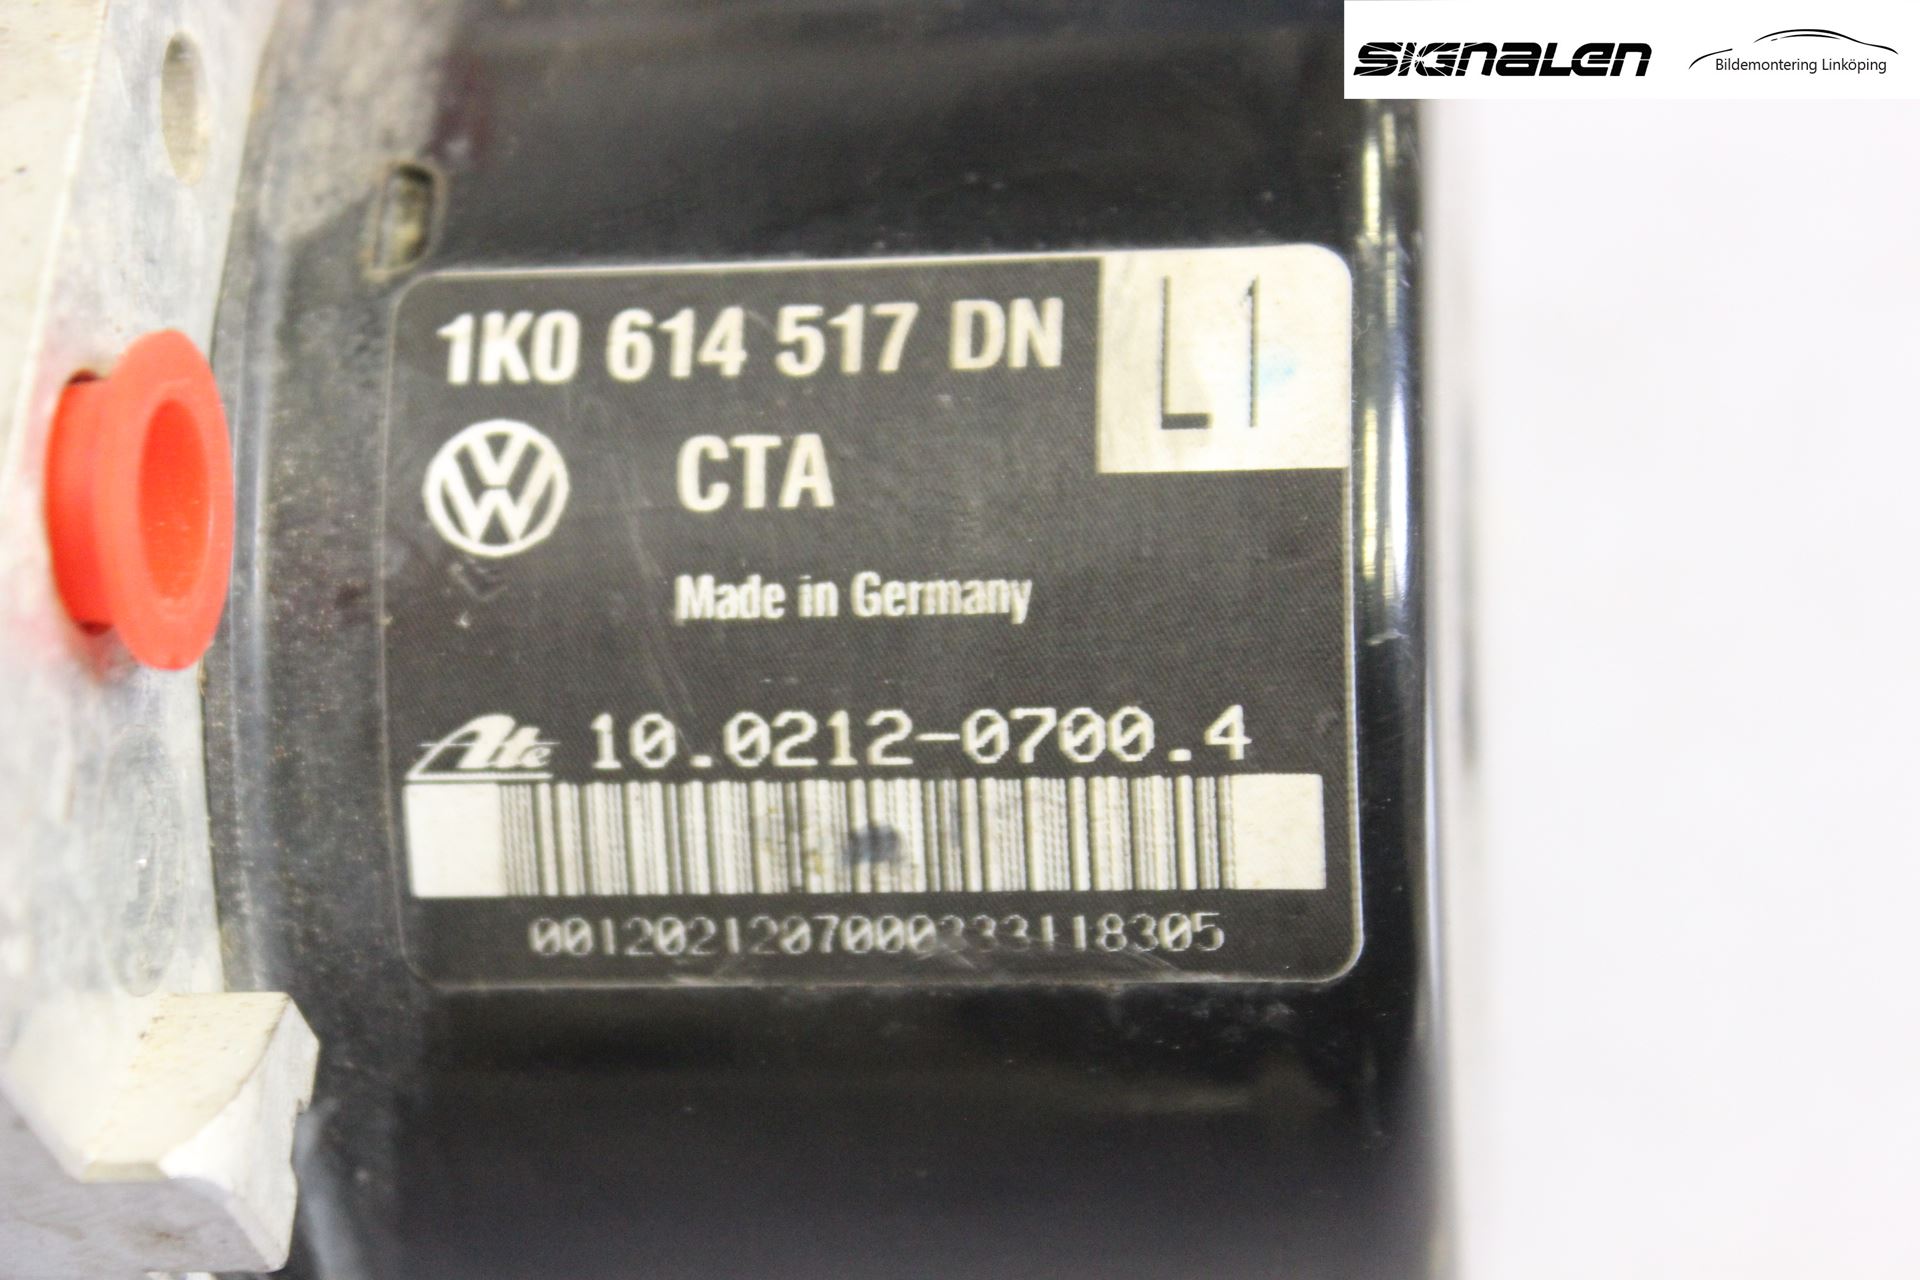 SIGNALEN
Bildemontering Linköping
1K0 614 517 DN
L1
CTA
Made in Germany
Ate 10.0212-0700.4